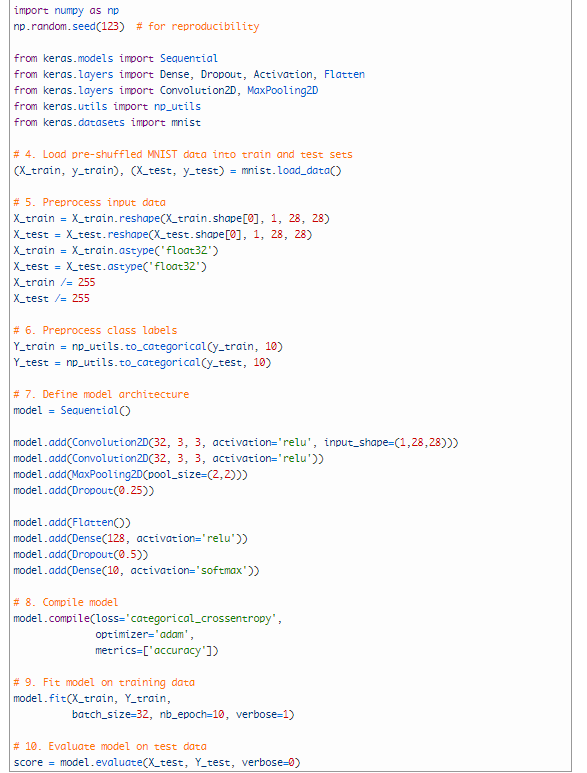 import numpy as np
np.random.seed(123)  # for reproducibility
from keras.models import Sequential
from keras.layers import Dense, Dropout, Activation, Flatten
from keras.layers import Convolution2D, MaxPooling2D
from keras.utils import np_utils
from keras.datasets import mnist
# 4. Load pre-shuffled MNIST data into train and test sets
(X_train, y_train), (X_test, y_test) = mnist.load_data()
# 5. Preprocess input data
X_train = X_train.reshape(X_train.shape[0], 1, 28, 28)
X_test = X_test.reshape(X_test.shape[0], 1, 28, 28)
X_train = X_train.astype('float32')
X_test = X_test.astype('float32')
X_train /= 255
X_test /= 255
# 6. Preprocess class labels
Y_train = np_utils.to_categorical(y_train, 10)
Y_test = np_utils.to_categorical(y_test, 10)
# 7. Define model architecture
model = Sequential()
model.add(Convolution2D(32, 3, 3, activation='relu', input_shape=(1,28,28)))
model.add(Convolution2D(32, 3, 3, activation='relu'))
model.add(MaxPooling2D(pool_size=(2,2)))
model.add(Dropout(0.25))
model.add(Flatten())
model.add(Dense(128, activation='relu'))
model.add(Dropout(0.5))
model.add(Dense(10, activation='softmax'))
# 8. Compile model
model.compile(loss='categorical_crossentropy',
              optimizer='adam',
              metrics=['accuracy'])
# 9. Fit model on training data
model.fit(X_train, Y_train,
          batch_size=32, nb_epoch=10, verbose=1)
# 10. Evaluate model on test data
score = model.evaluate(X_test, Y_test, verbose=0)